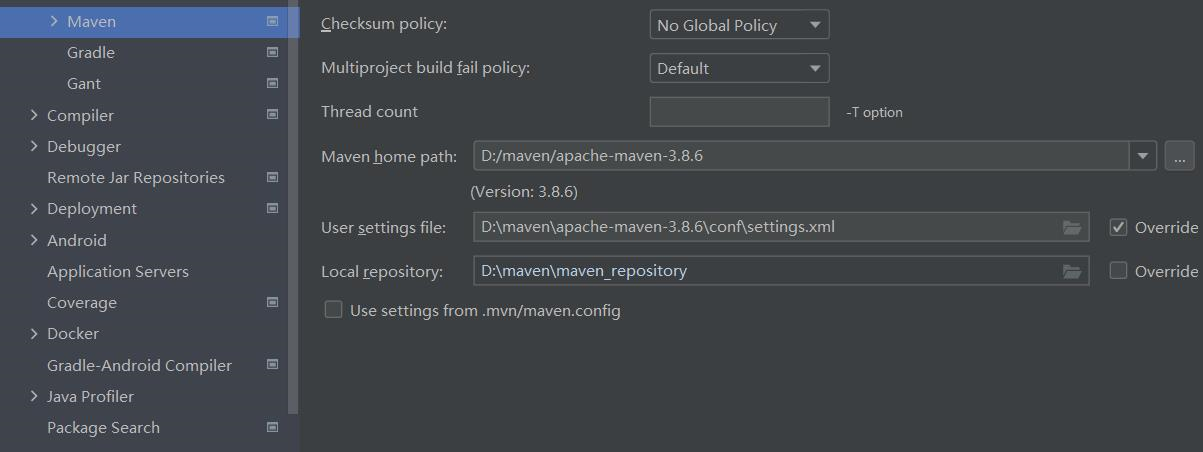 Maven
Gradle
Gant
Compiler
Debugger
Remote Jar Repositories
Deployment
Android
Application Servers
Coverage
Docker
Gradle-Android Compiler
Java Profiler
Package Search
Checksum policy: No Global Policy
Multiproject build fail policy: Default
Thread count -T option
Maven home path: D:/maven/apache-maven-3.8.6 ...
(Version: 3.8.6)
User settings file: D:\maven\apache-maven-3.8.6\conf\settings.xml Override
Local repository: D:\maven\maven_repository Override
Use settings from .mvn/maven.config